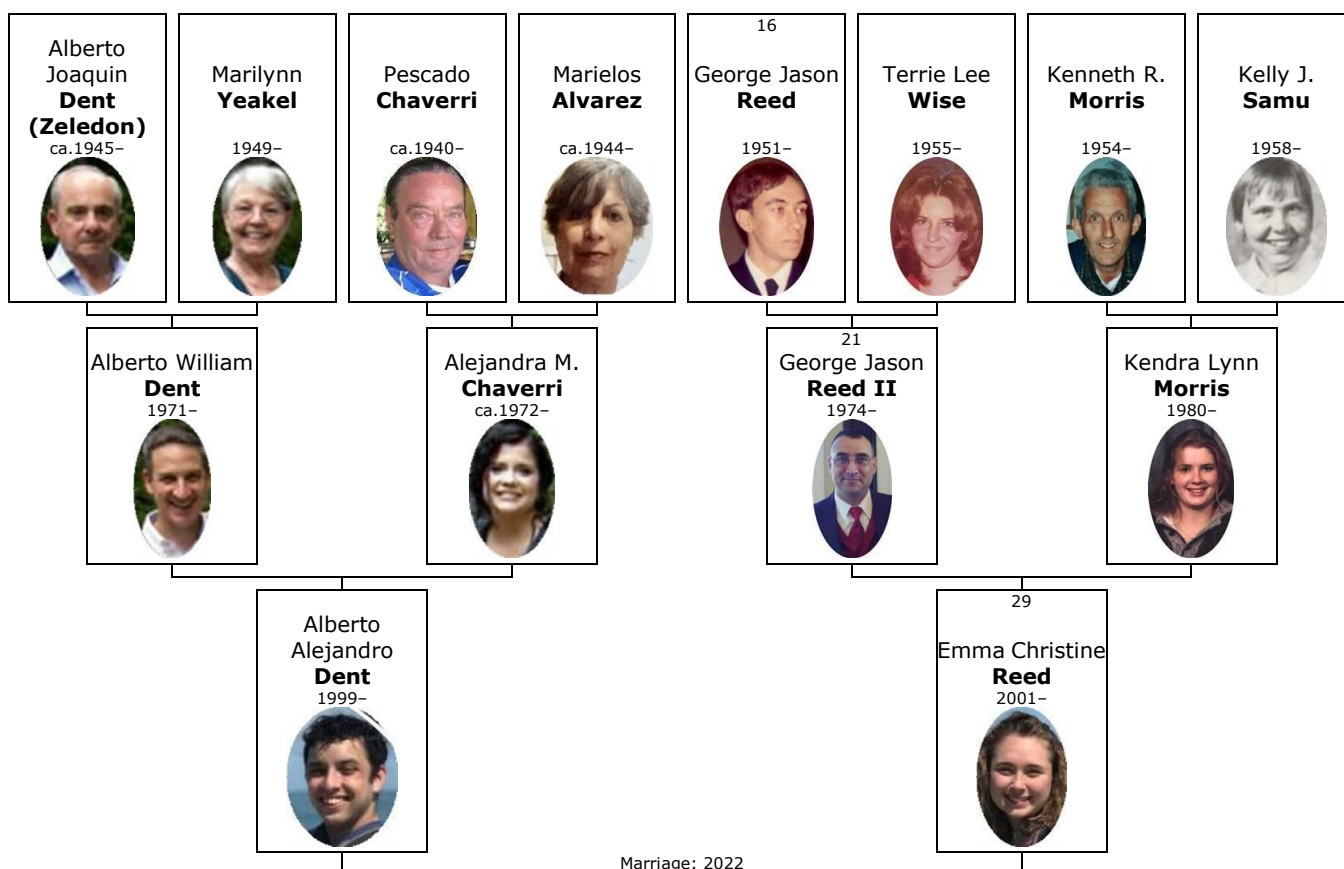 Alberto
Joaquin
Dent
(Zeledon)
ca.1945–
Marilynn
Yeakel
1949–
Pescado
Chaverri
ca.1940–
Marielos
Alvarez
ca.1944–
16
George Jason
Reed
1951–
Terrie Lee
Wise
1955–
Kenneth R.
Morris
1954–
Kelly J.
Samu
1958–
Alberto William
Dent
1971–
Alejandra M.
Chaverri
ca.1972–
21
George Jason
Reed II
1974–
Kendra Lynn
Morris
1980–
Alberto
Alejandro
Dent
1999–
29
Emma Christine
Reed
2001–
Marriage: 2022